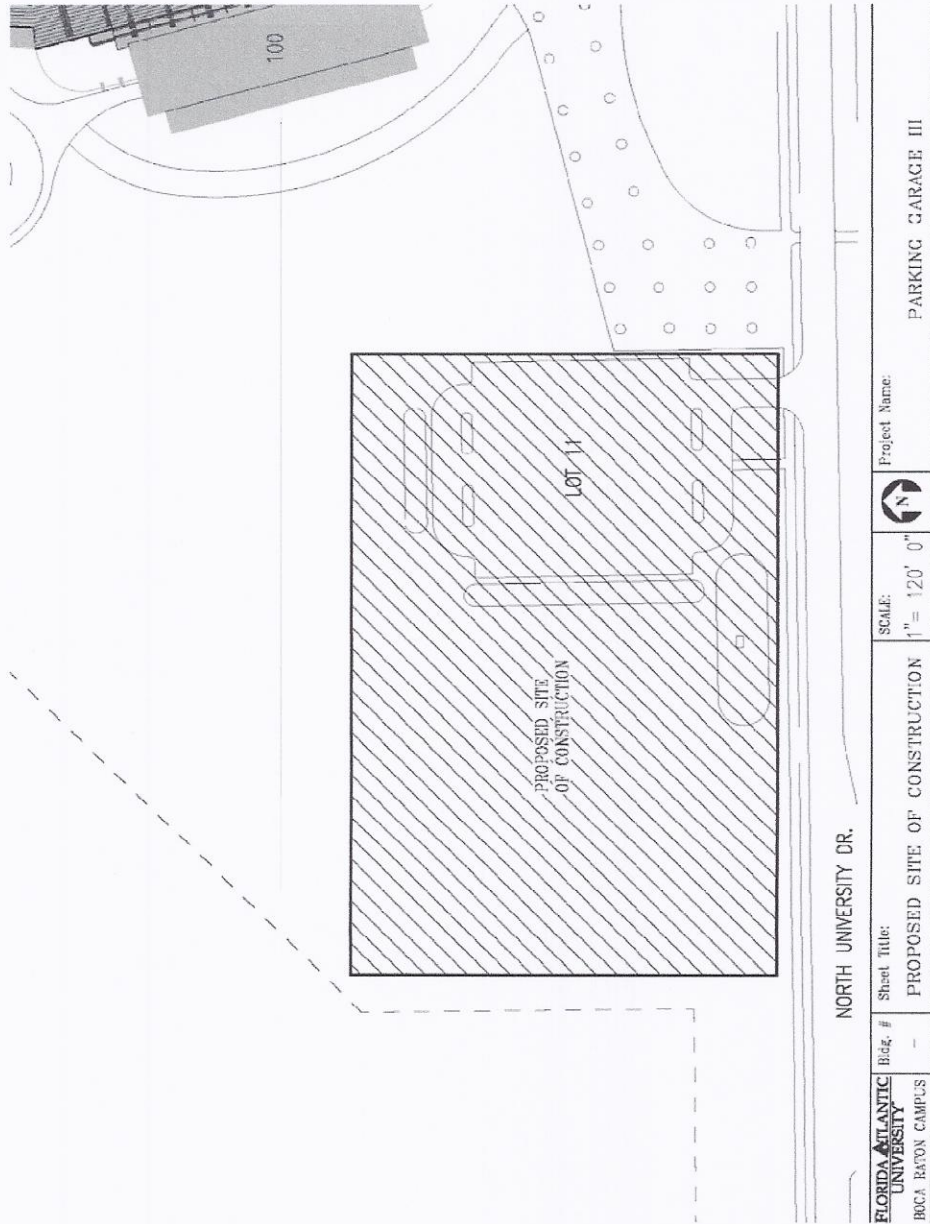 100
LOT 11
PROPOSED SITE
OF CONSTRUCTION
NORTH UNIVERSITY DR.
FLORIDA ATLANTIC
UNIVERSITY
BOCA RATON CAMPUS
Bldg. #
-
Sheet Title:
PROPOSED SITE OF CONSTRUCTION
SCALE:
1" = 120' 0"
N
Project Name:
PARKING GARAGE III